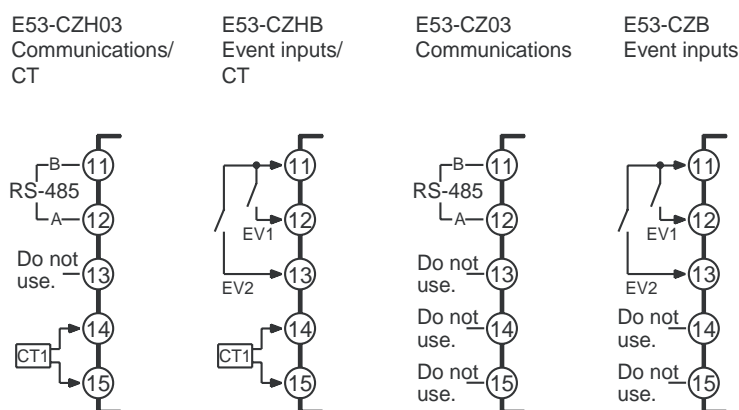 E53-CZH03
Communications/
CT
B
11
RS-485
A
12
Do not
use.
13
14
CT1
15
E53-CZHB
Event inputs/
CT
11
12
EV1
13
EV2
14
CT1
15
E53-CZ03
Communications
B
11
RS-485
A
12
Do not
use.
13
Do not
use.
14
Do not
use.
15
E53-CZB
Event inputs
11
12
EV1
13
EV2
Do not
use.
14
Do not
use.
15